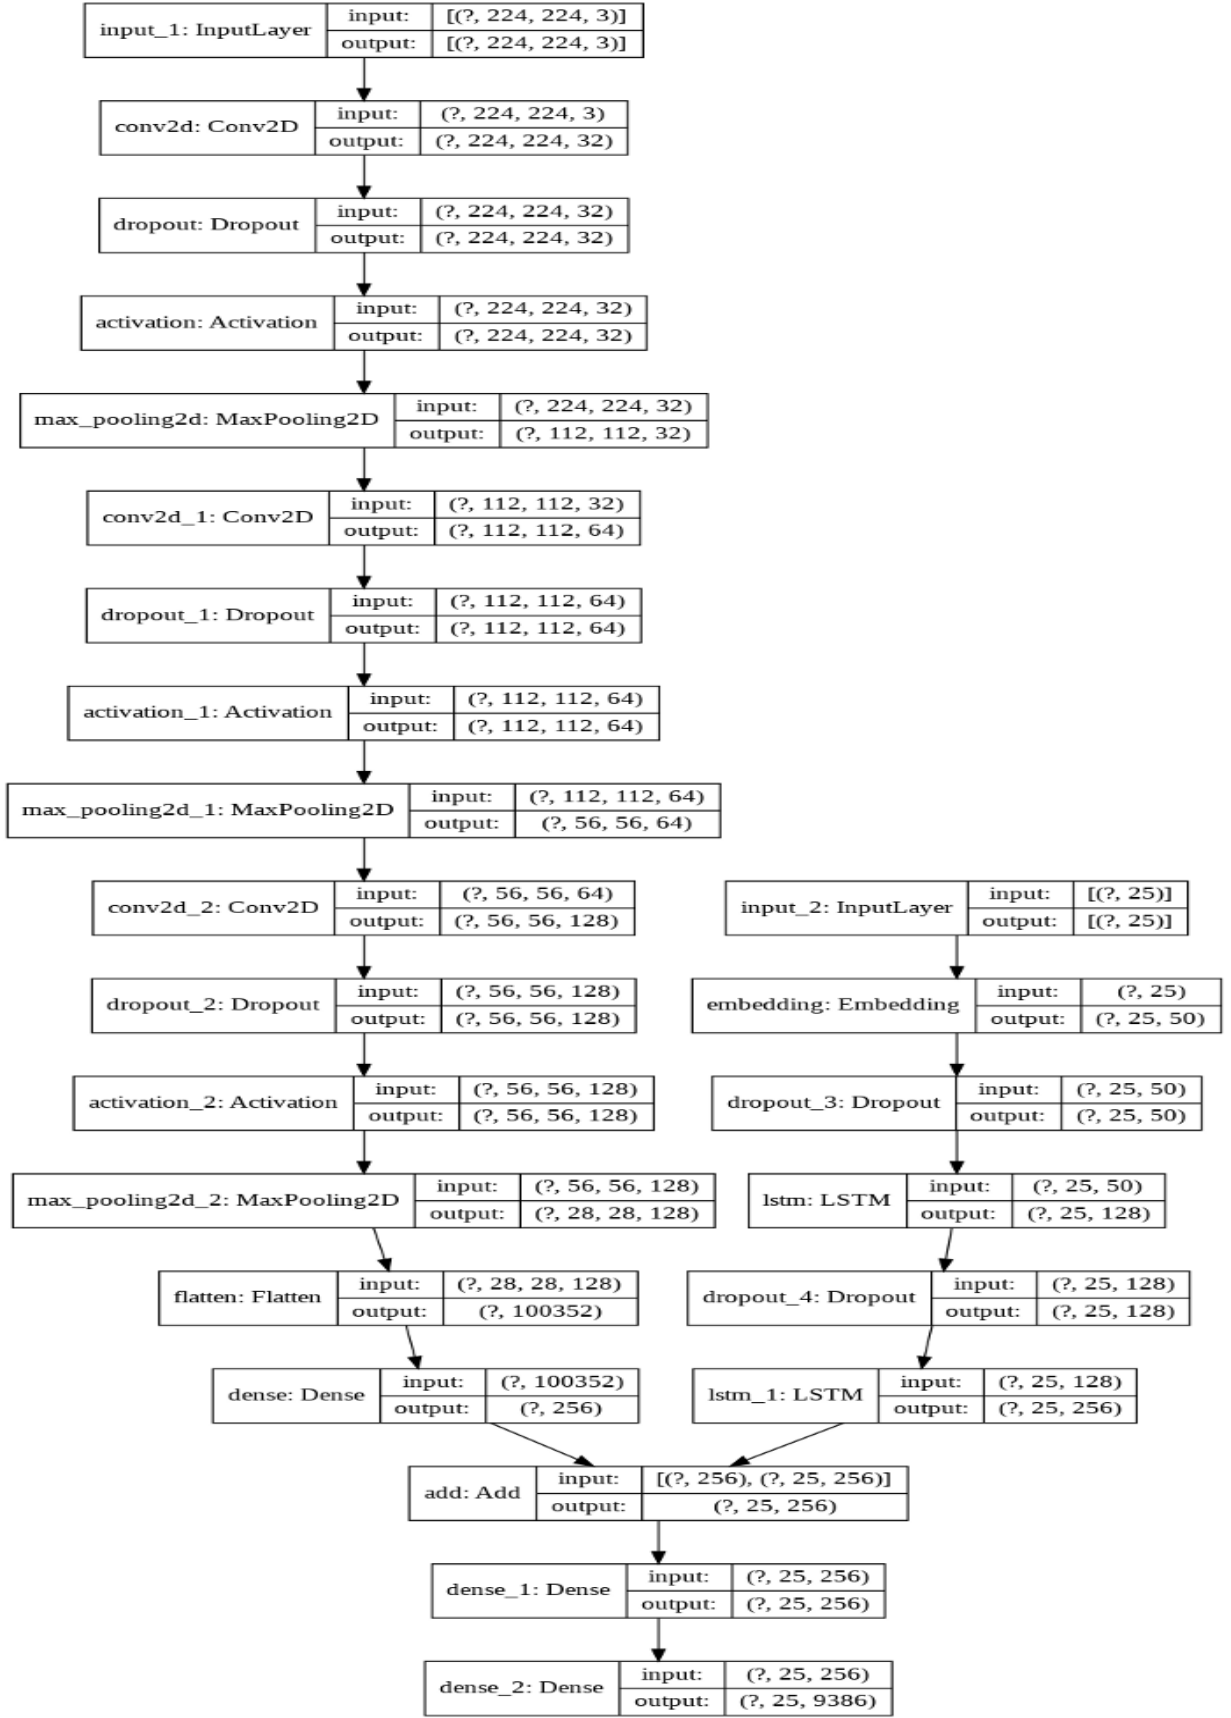 input_1: InputLayer input: [(?, 224, 224, 3)]
output: [(?, 224, 224, 3)]
conv2d: Conv2D input: (?, 224, 224, 3)
output: (?, 224, 224, 32)
dropout: Dropout input: (?, 224, 224, 32)
output: (?, 224, 224, 32)
activation: Activation input: (?, 224, 224, 32)
output: (?, 224, 224, 32)
max_pooling2d: MaxPooling2D input: (?, 224, 224, 32)
output: (?, 112, 112, 32)
conv2d_1: Conv2D input: (?, 112, 112, 32)
output: (?, 112, 112, 64)
dropout_1: Dropout input: (?, 112, 112, 64)
output: (?, 112, 112, 64)
activation_1: Activation input: (?, 112, 112, 64)
output: (?, 112, 112, 64)
max_pooling2d_1: MaxPooling2D input: (?, 112, 112, 64)
output: (?, 56, 56, 64)
conv2d_2: Conv2D input: (?, 56, 56, 64)
output: (?, 56, 56, 128)
dropout_2: Dropout input: (?, 56, 56, 128)
output: (?, 56, 56, 128)
activation_2: Activation input: (?, 56, 56, 128)
output: (?, 56, 56, 128)
max_pooling2d_2: MaxPooling2D input: (?, 56, 56, 128)
output: (?, 28, 28, 128)
flatten: Flatten input: (?, 28, 28, 128)
output: (?, 100352)
dense: Dense input: (?, 100352)
output: (?, 256)
input_2: InputLayer input: [(?, 25)]
output: [(?, 25)]
embedding: Embedding input: (?, 25)
output: (?, 25, 50)
dropout_3: Dropout input: (?, 25, 50)
output: (?, 25, 50)
lstm: LSTM input: (?, 25, 50)
output: (?, 25, 128)
dropout_4: Dropout input: (?, 25, 128)
output: (?, 25, 128)
lstm_1: LSTM input: (?, 25, 128)
output: (?, 25, 256)
add: Add input: [(?, 256), (?, 25, 256)]
output: (?, 25, 256)
dense_1: Dense input: (?, 25, 256)
output: (?, 25, 256)
dense_2: Dense input: (?, 25, 256)
output: (?, 25, 9386)